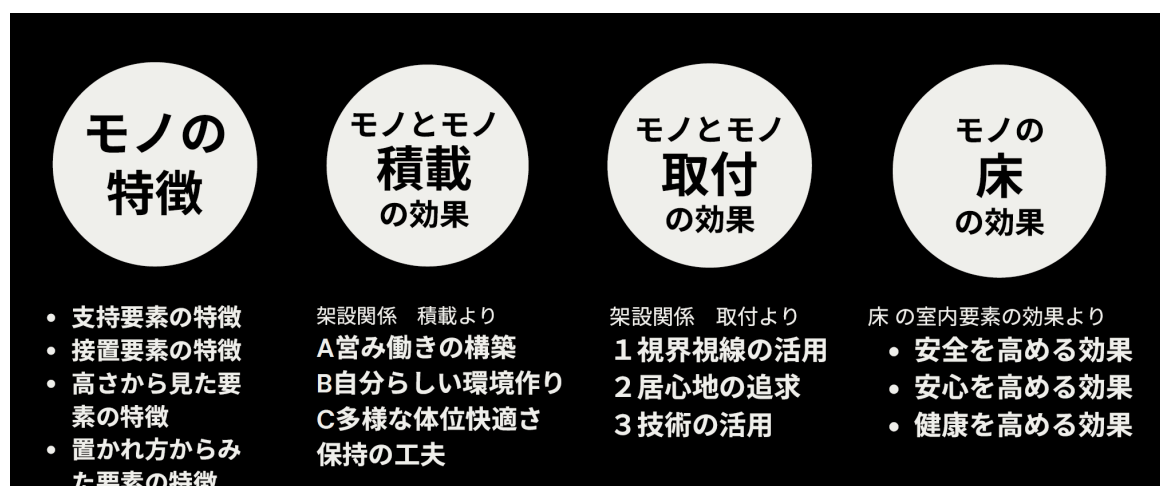 モノの
特徴
支持要素の特徴
接置要素の特徴
高さから見た要
素の特徴
置かれ方からみ
た要素の特徴
モノとモノ
積載
の効果
架設関係　積載より
A営み働きの構築
B自分らしい環境作り
C多様な体位快適さ
保持の工夫
モノとモノ
取付
の効果
架設関係　取付より
１視界視線の活用
２居心地の追求
３技術の活用
モノの
床
の効果
床 の室内要素の効果より
安全を高める効果
安心を高める効果
健康を高める効果